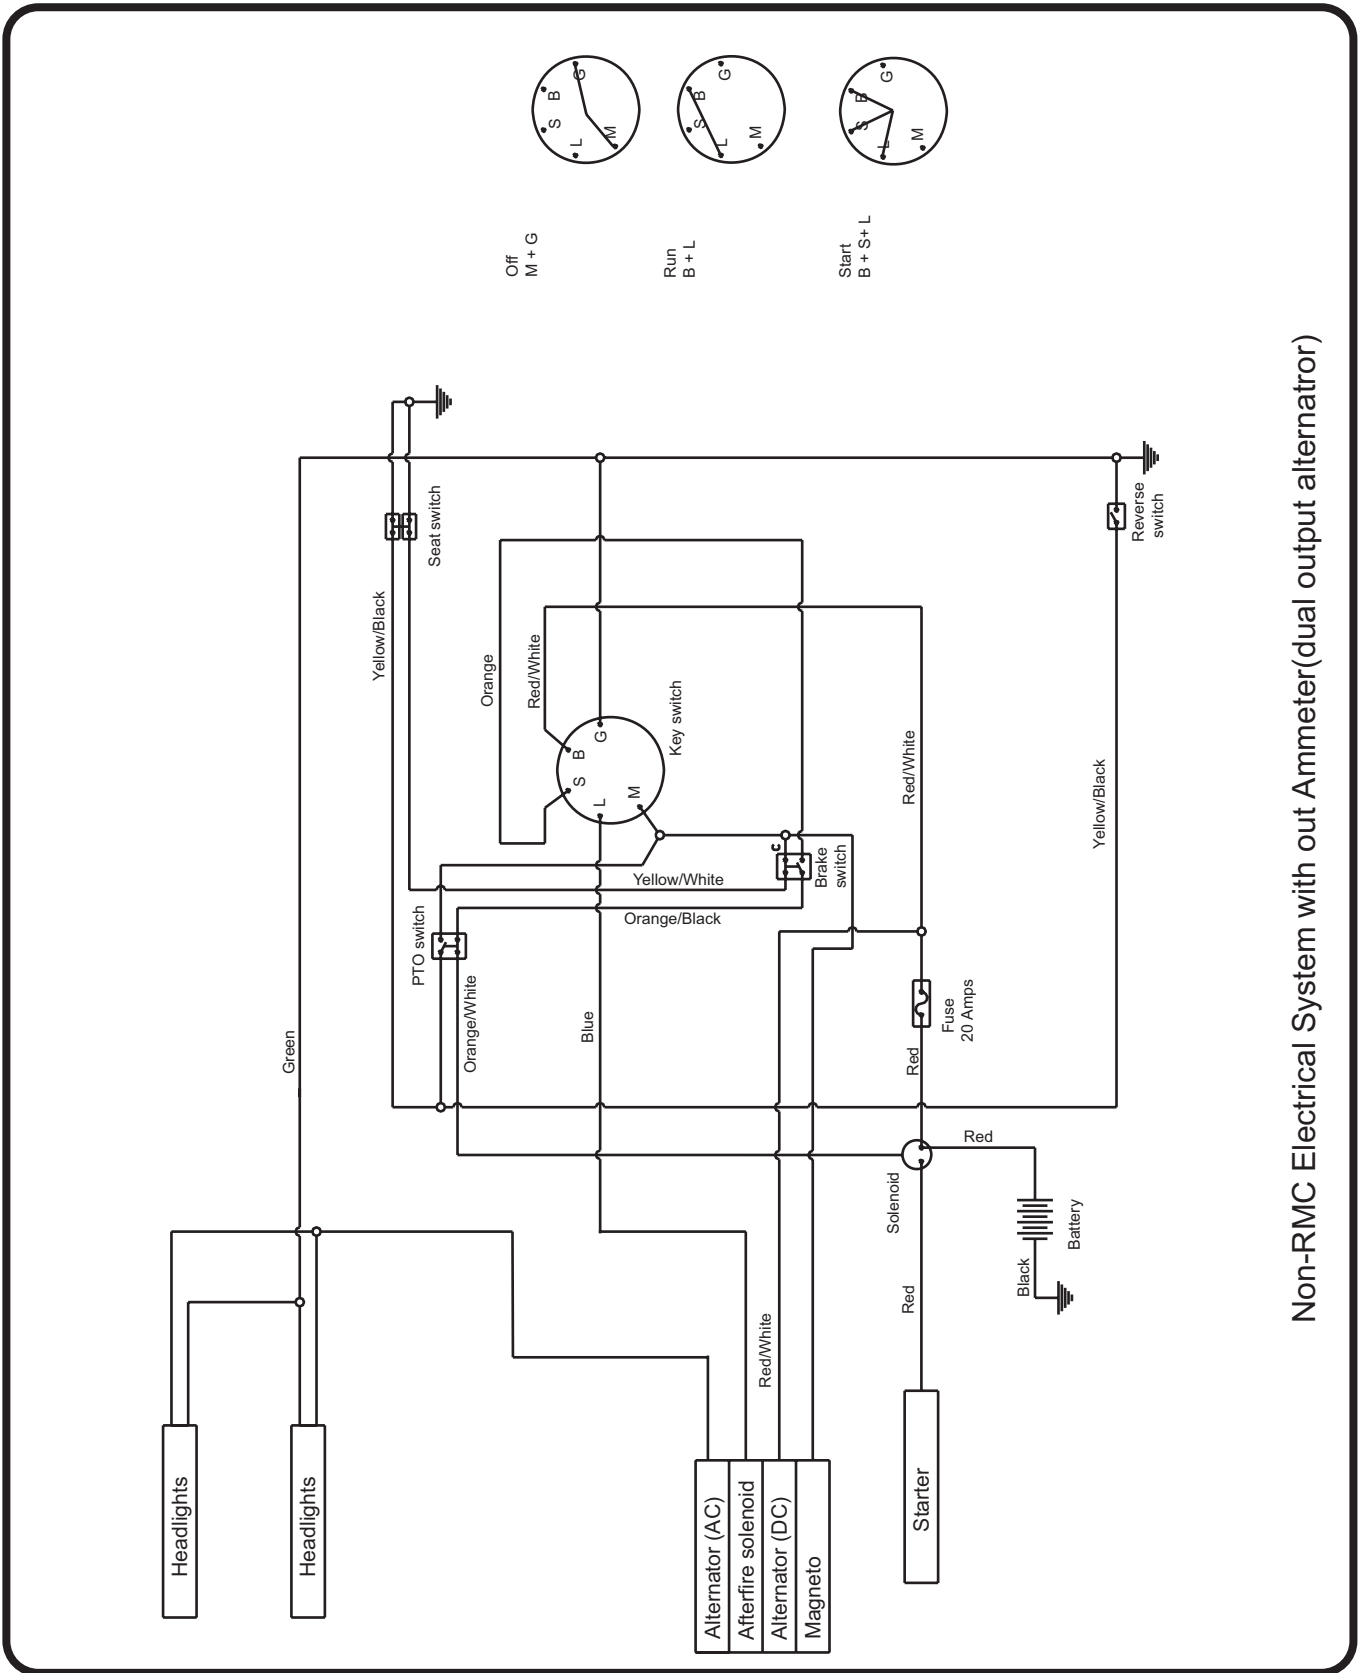 Non-RMC Electrical System with out Ammeter(dual output alternatror)
Off
M + G
Run
B + L
Start
B + S+ L
G
B
S
L
M
G
B
S
L
M
G
B
S
L
M
Green
Yellow/Black
Seat switch
Orange
Red/White
Key switch
G
B
S
L
M
Red/White
Yellow/Black
Reverse
switch
Yellow/White
Orange/Black
C
Brake
switch
PTO switch
Orange/White
Blue
Fuse
20 Amps
Red
Red
Solenoid
Battery
Black
Red
Red/White
Headlights
Headlights
Alternator (AC)
Afterfire solenoid
Alternator (DC)
Magneto
Starter